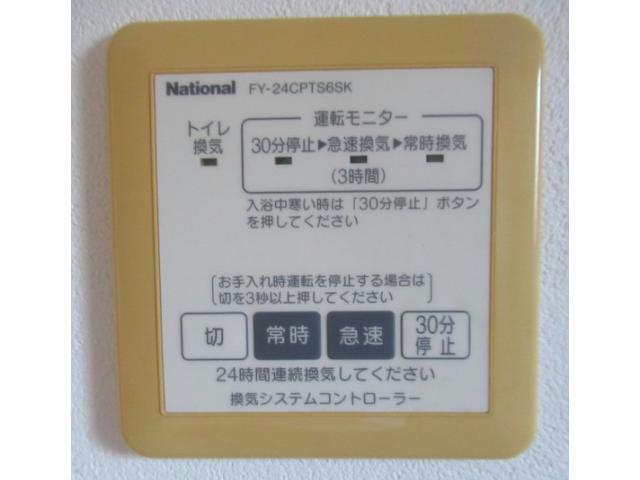 National FY-24CPTS6SK
運転モニター
トイレ
換気
30分停止▶急速換気▶常時換気
(3時間)
入浴中寒い時は「30分停止」ボタン
を押してください
お手入れ時運転を停止する場合は
切を3秒以上押してください
切 常時 急速 30分
停止
24時間連続換気してください
換気システムコントローラー